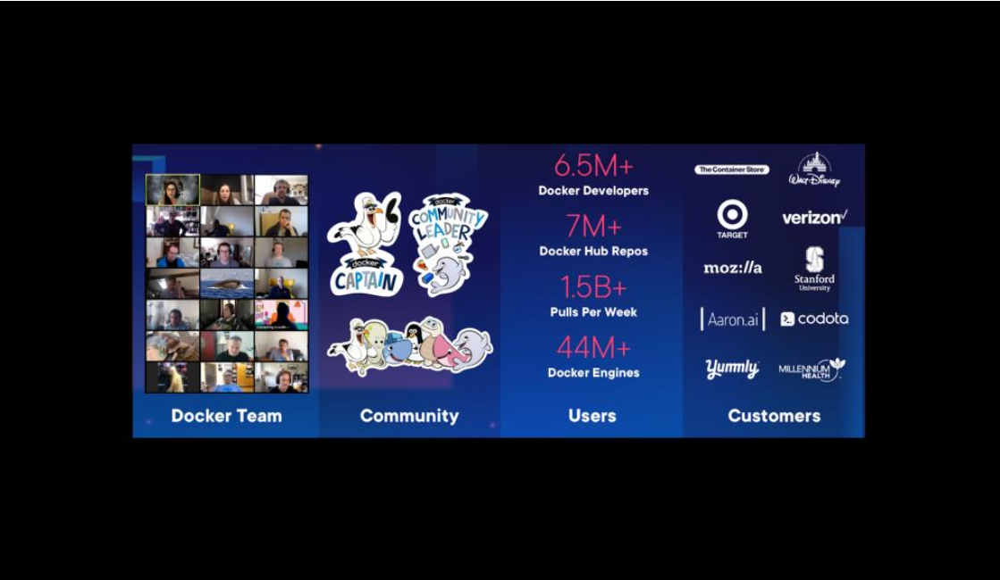 docker
CAPTAIN
docker
COMMUNITY
LEADER
Docker Team
Community
6.5M+
Docker Developers
7M+
Docker Hub Repos
1.5B+
Pulls Per Week
44M+
Docker Engines
Users
The Container Store
WALT DISNEY
TARGET
verizon✓
moz://a
Stanford
University
|Aaron.ai|
codota
Yummly
MILLENNIUM
HEALTH
Customers